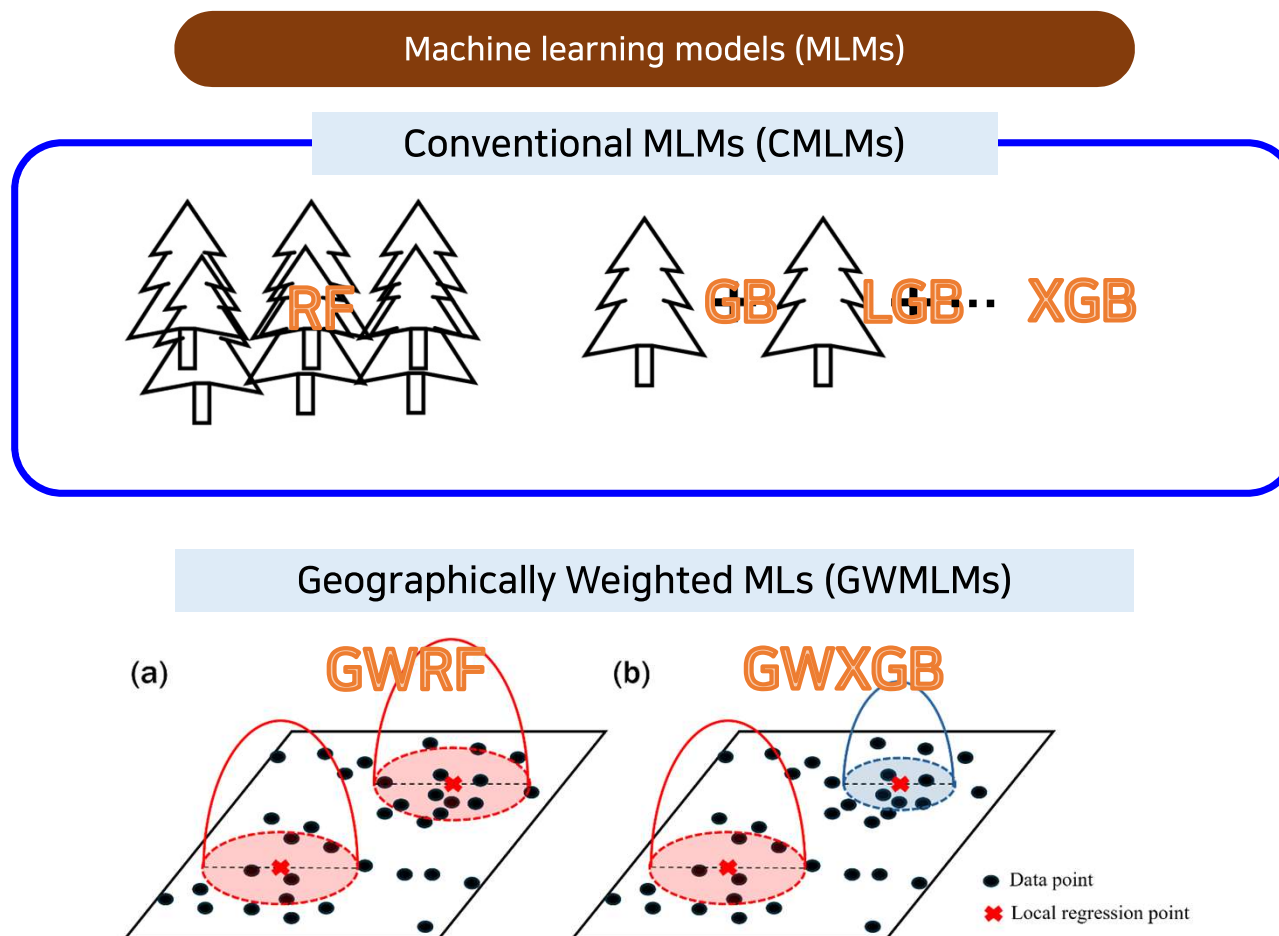 Machine learning models (MLMs)
Conventional MLMs (CMLMs)
RF
GB
LGB
XGB
Geographically Weighted MLs (GWMLMs)
(a)
GWRF
(b)
GWXGB
Data point
Local regression point